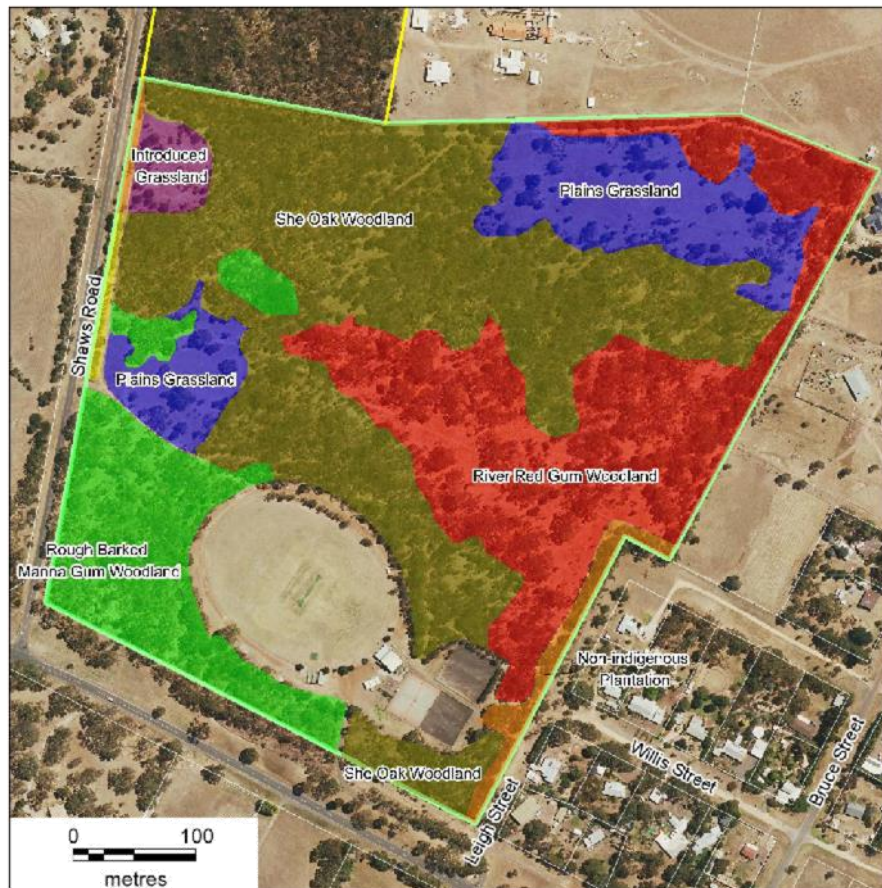 Introduced
Grassland
Plains Grassland
She Oak Woodland
Shaws Road
Plains Grassland
River Red Gum Woodland
Rough Barked
Manna Gum Woodland
Non-indigenous
Plantation
She Oak Woodland
Leigh Street
Willis Street
Bruce Street
0 100
metres